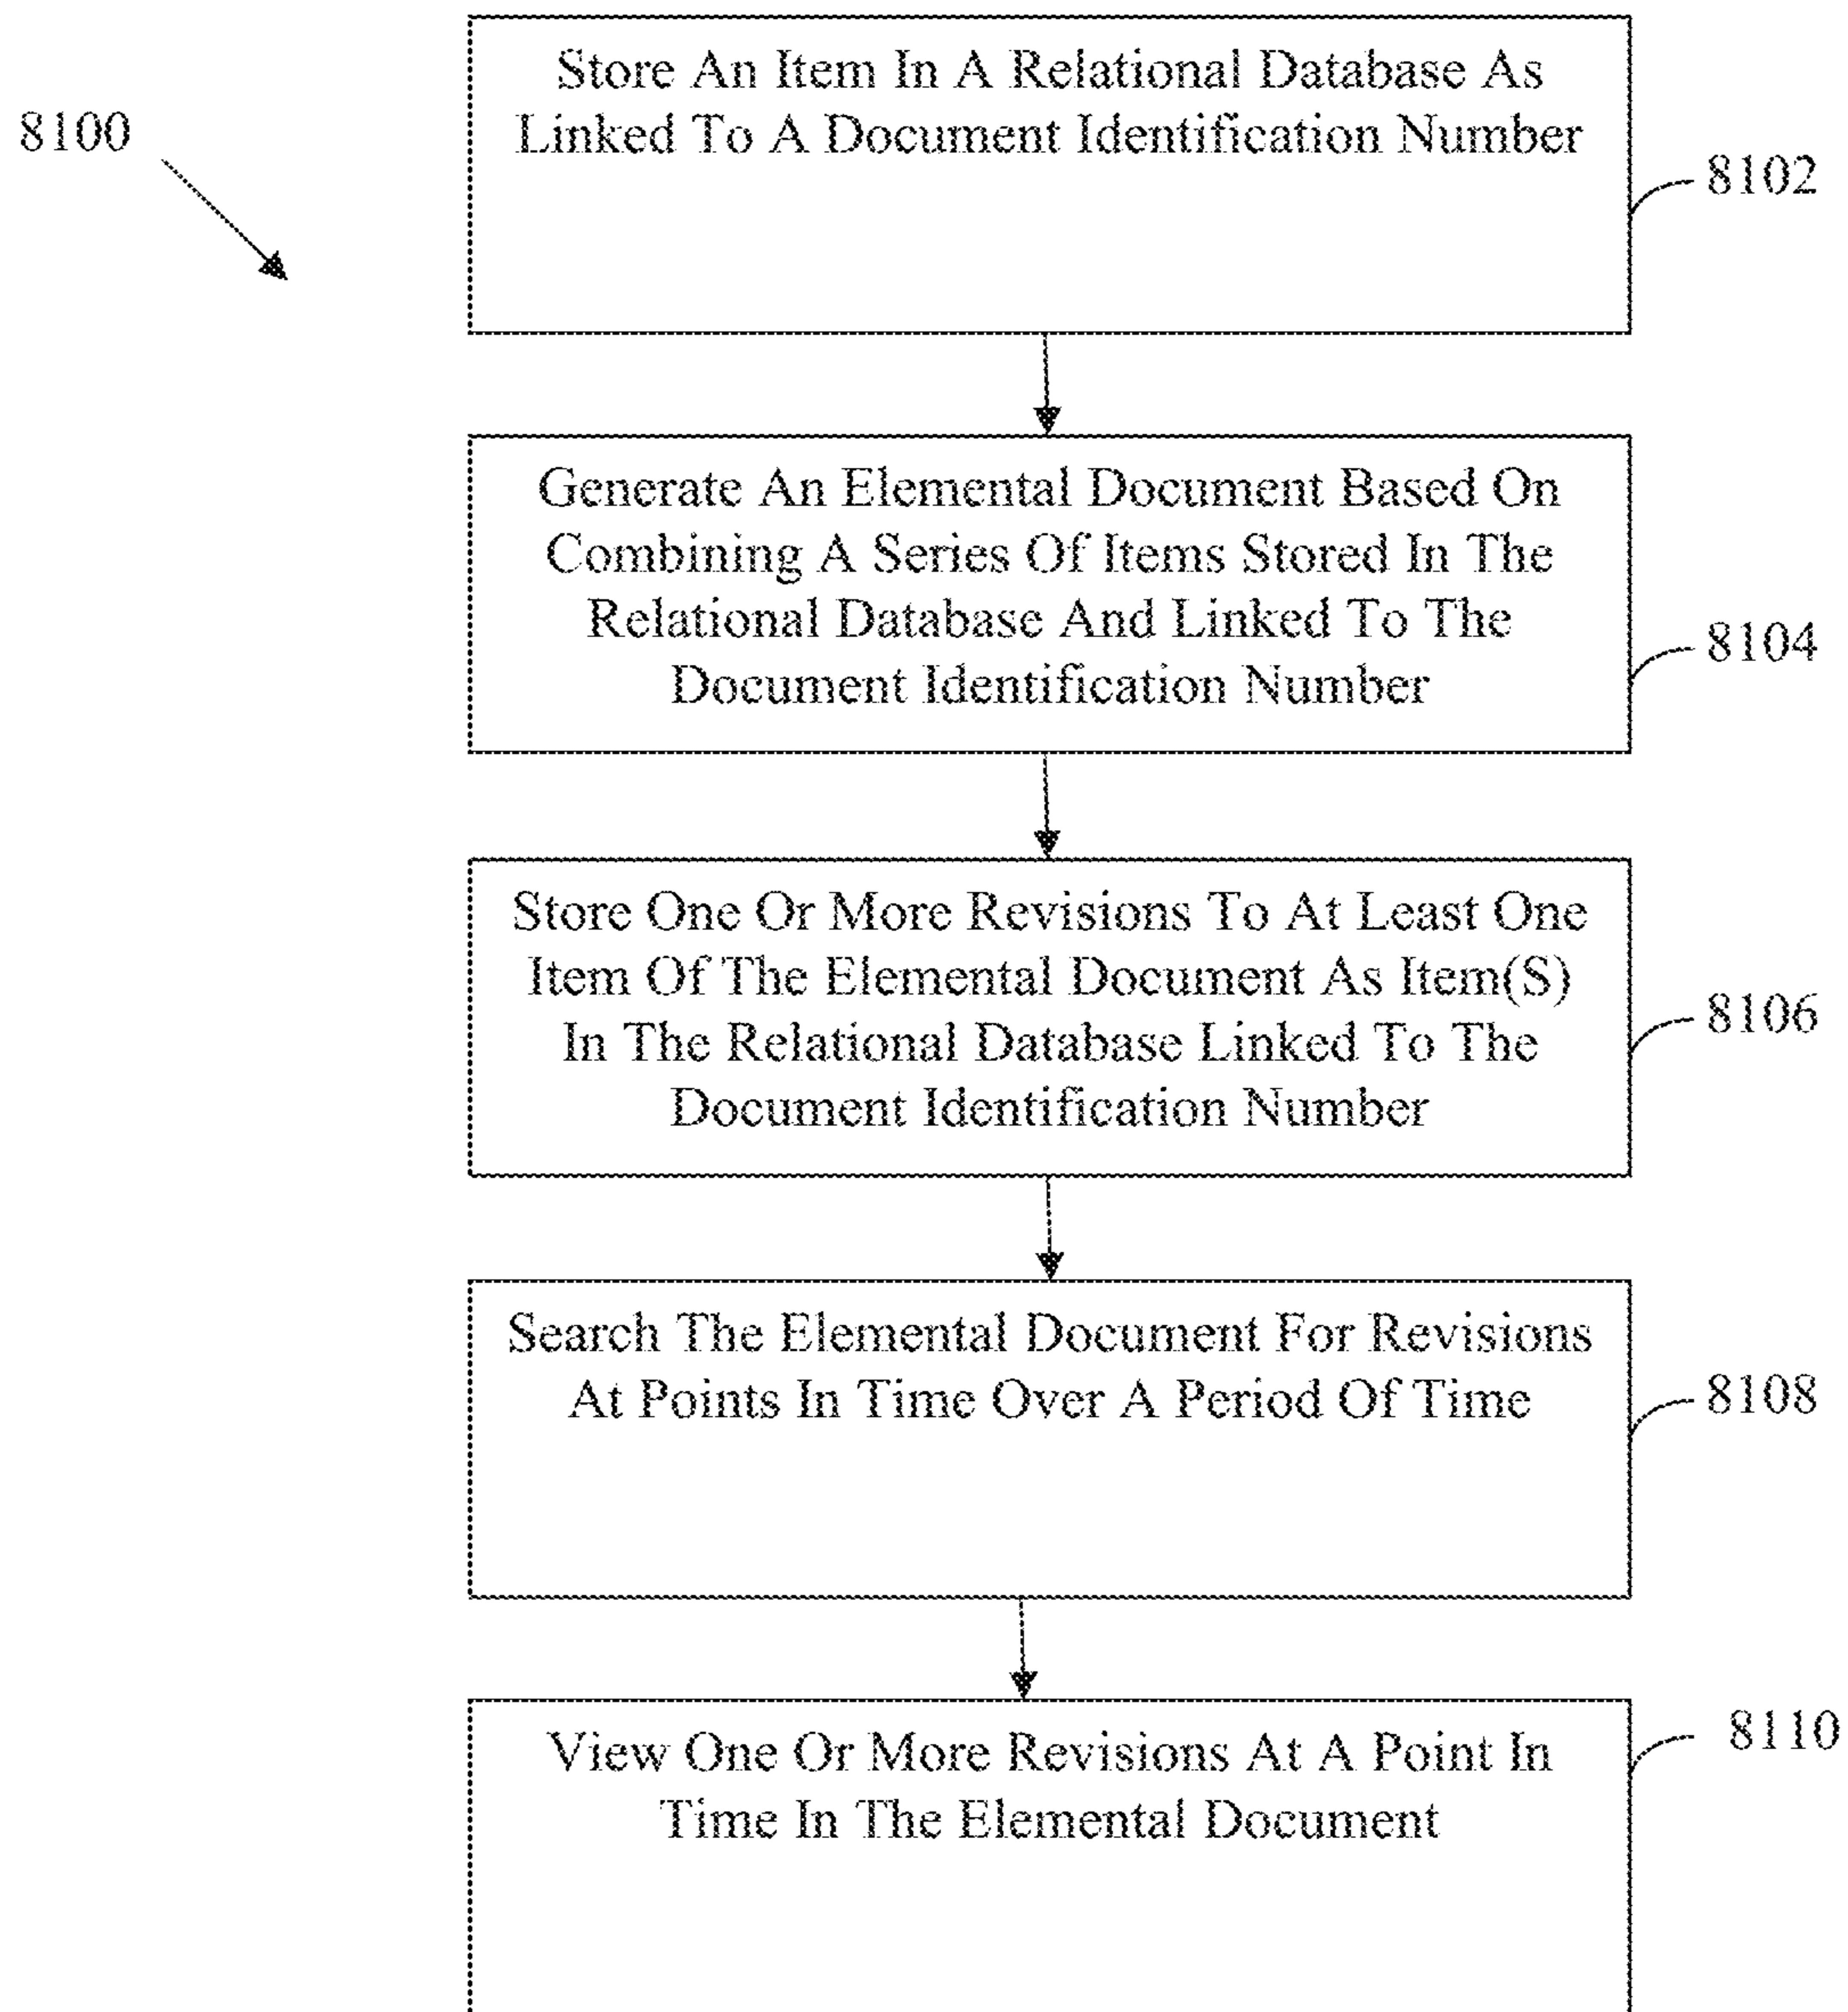 8100
Store An Item In A Relational Database As
Linked To A Document Identification Number
8102
Generate An Elemental Document Based On
Combining A Series Of Items Stored In The
Relational Database And Linked To The
Document Identification Number
8104
Store One Or More Revisions To At Least One
Item Of The Elemental Document As Item(S)
In The Relational Database Linked To The
Document Identification Number
8106
Search The Elemental Document For Revisions
At Points In Time Over A Period Of Time
8108
View One Or More Revisions At A Point In
Time In The Elemental Document
8110